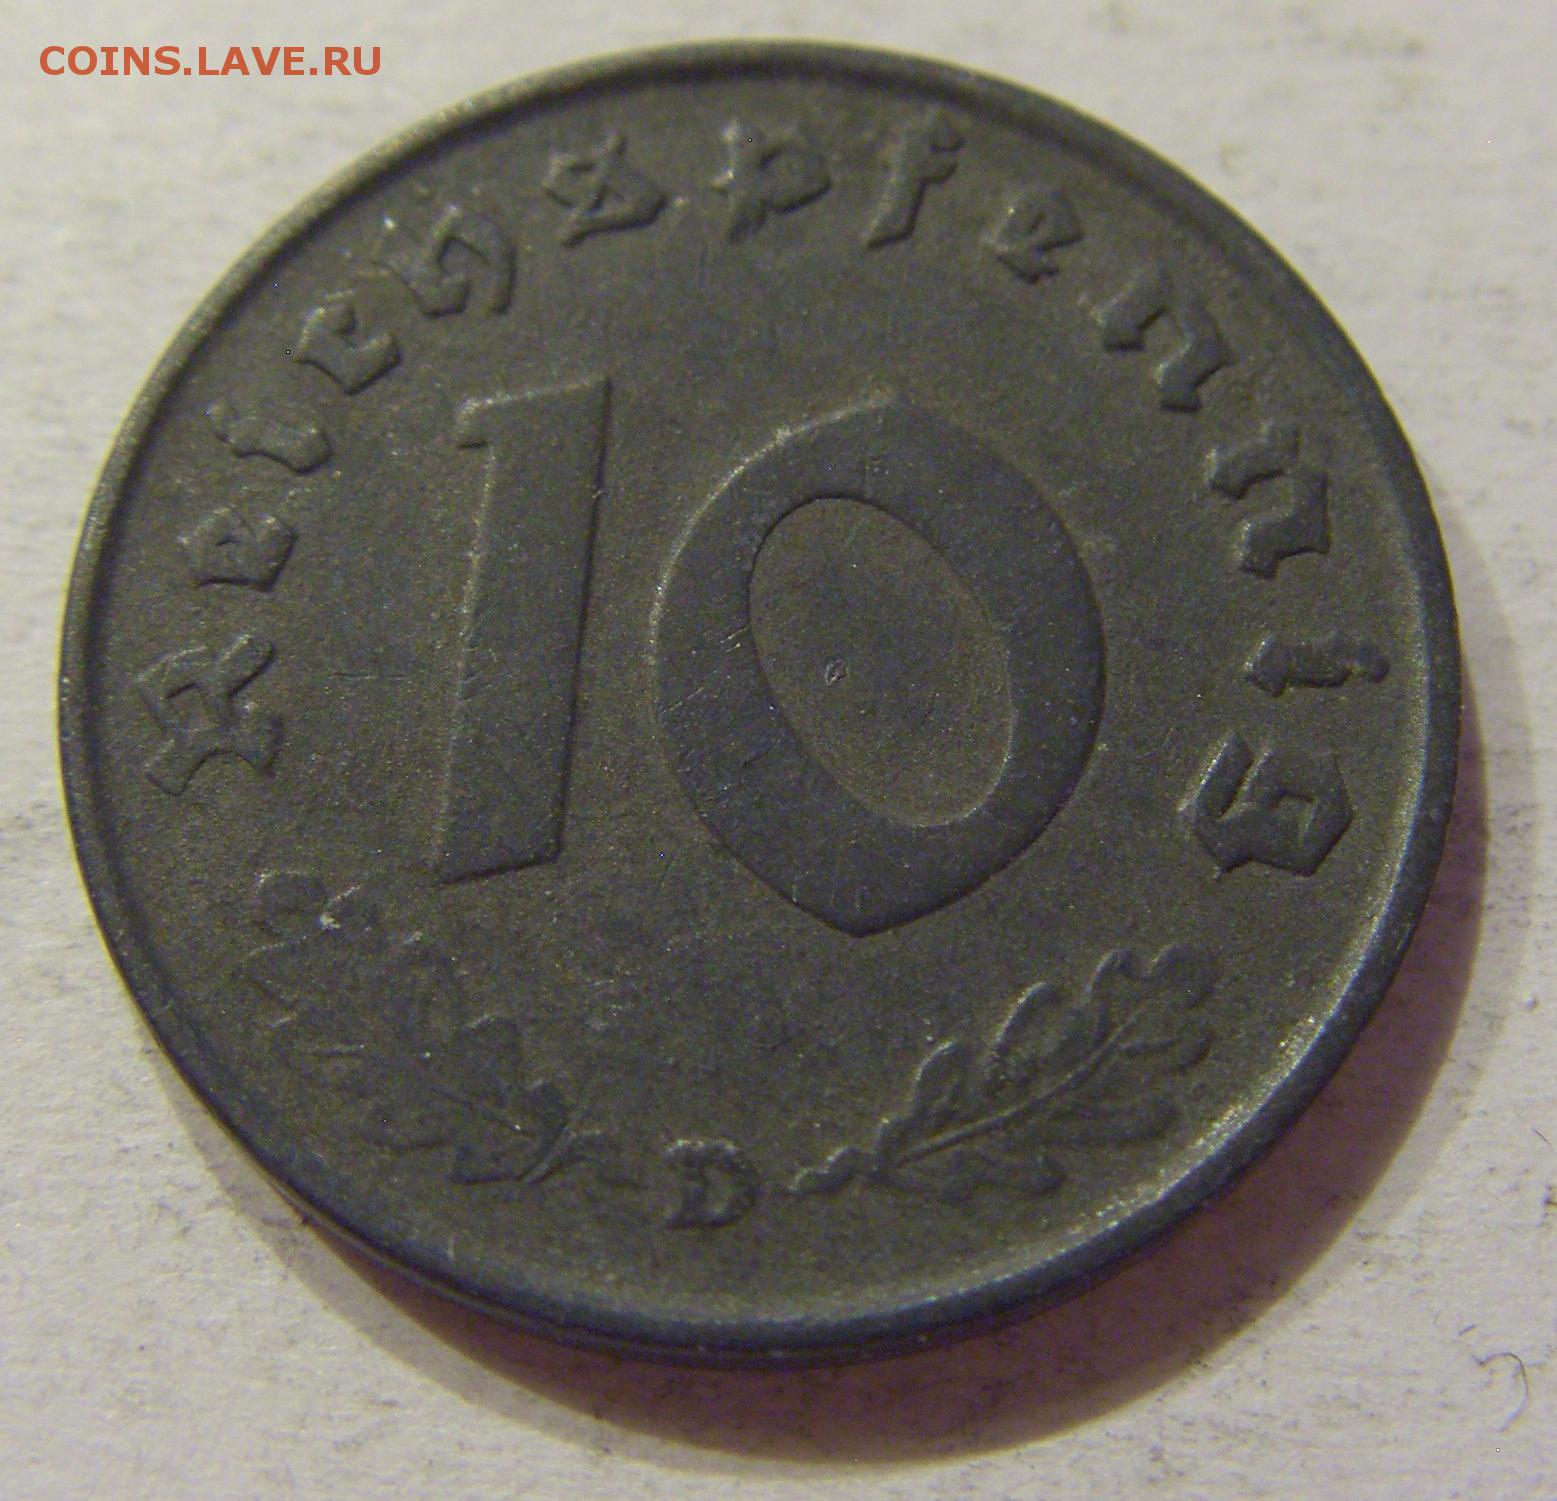 COINS.LAVE.RU
Reichspfennig
10
D